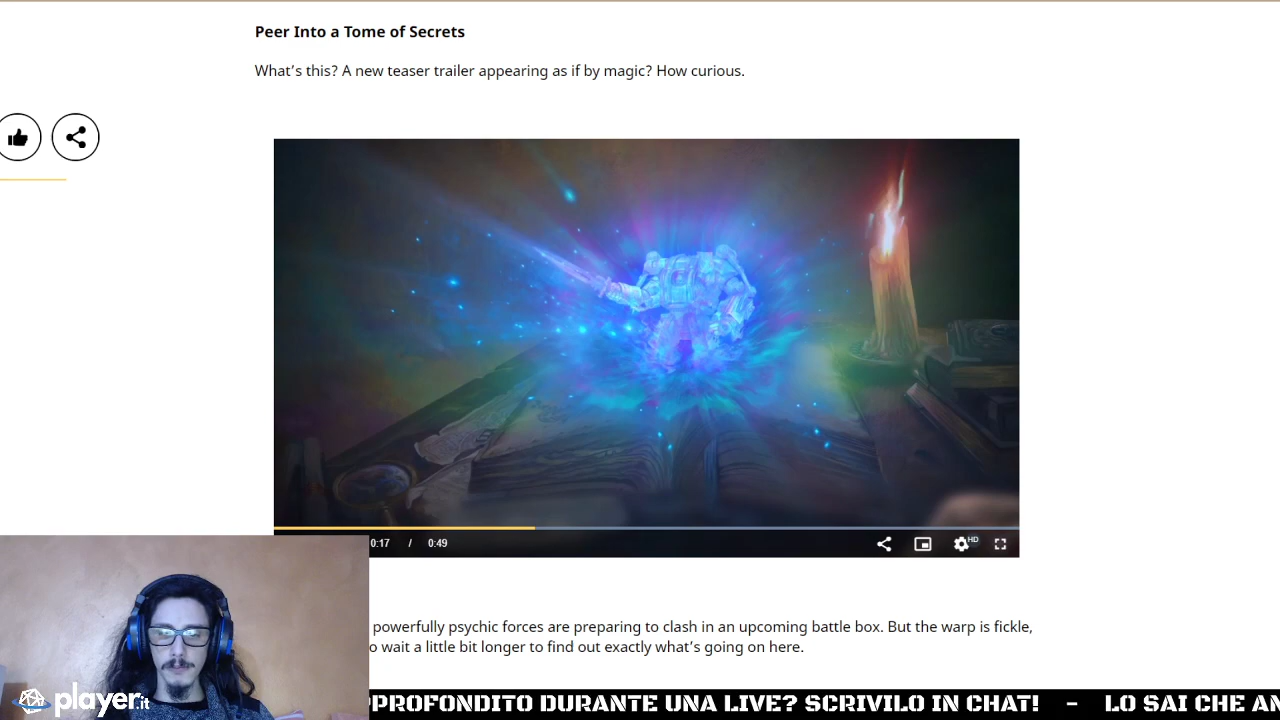 Peer Into a Tome of Secrets
What’s this? A new teaser trailer appearing as if by magic? How curious.
0:17 / 0:49
HD
powerfully psychic forces are preparing to clash in an upcoming battle box. But the warp is fickle,
wait a little bit longer to find out exactly what’s going on here.
player.it
PROFONDITO DURANTE UNA LIVE? SCRIVILO IN CHAT! - LO SAI CHE